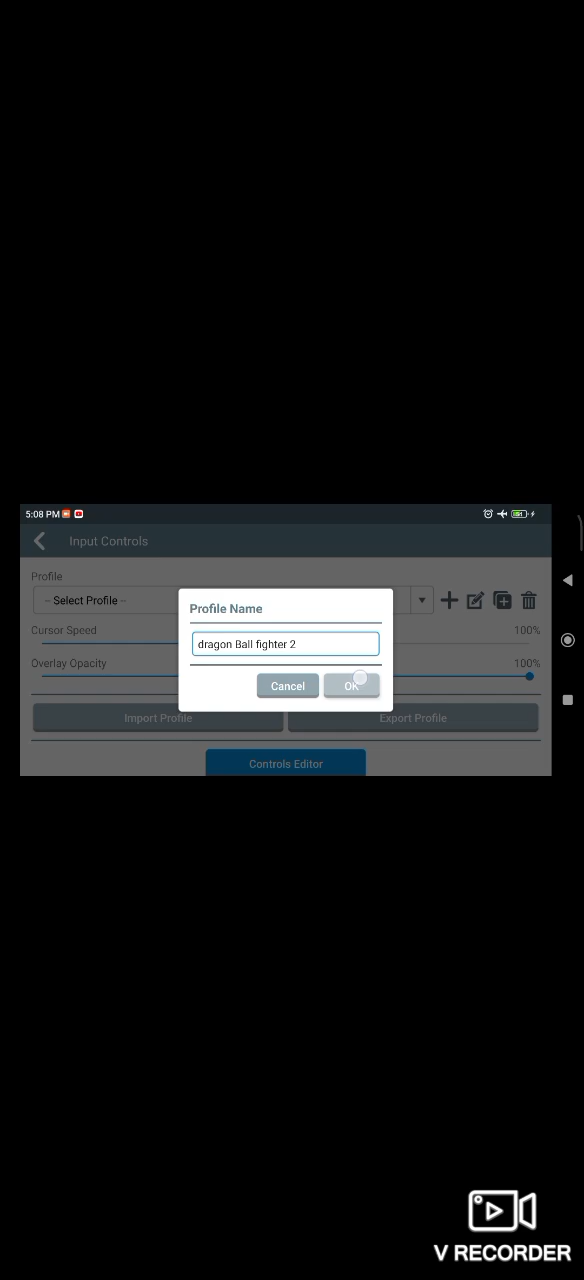 5:08 PM
Input Controls
Profile
-- Select Profile --
Cursor Speed
100%
Overlay Opacity
100%
Profile Name
dragon Ball fighter 2
Cancel
OK
Import Profile
Export Profile
Controls Editor
V RECORDER